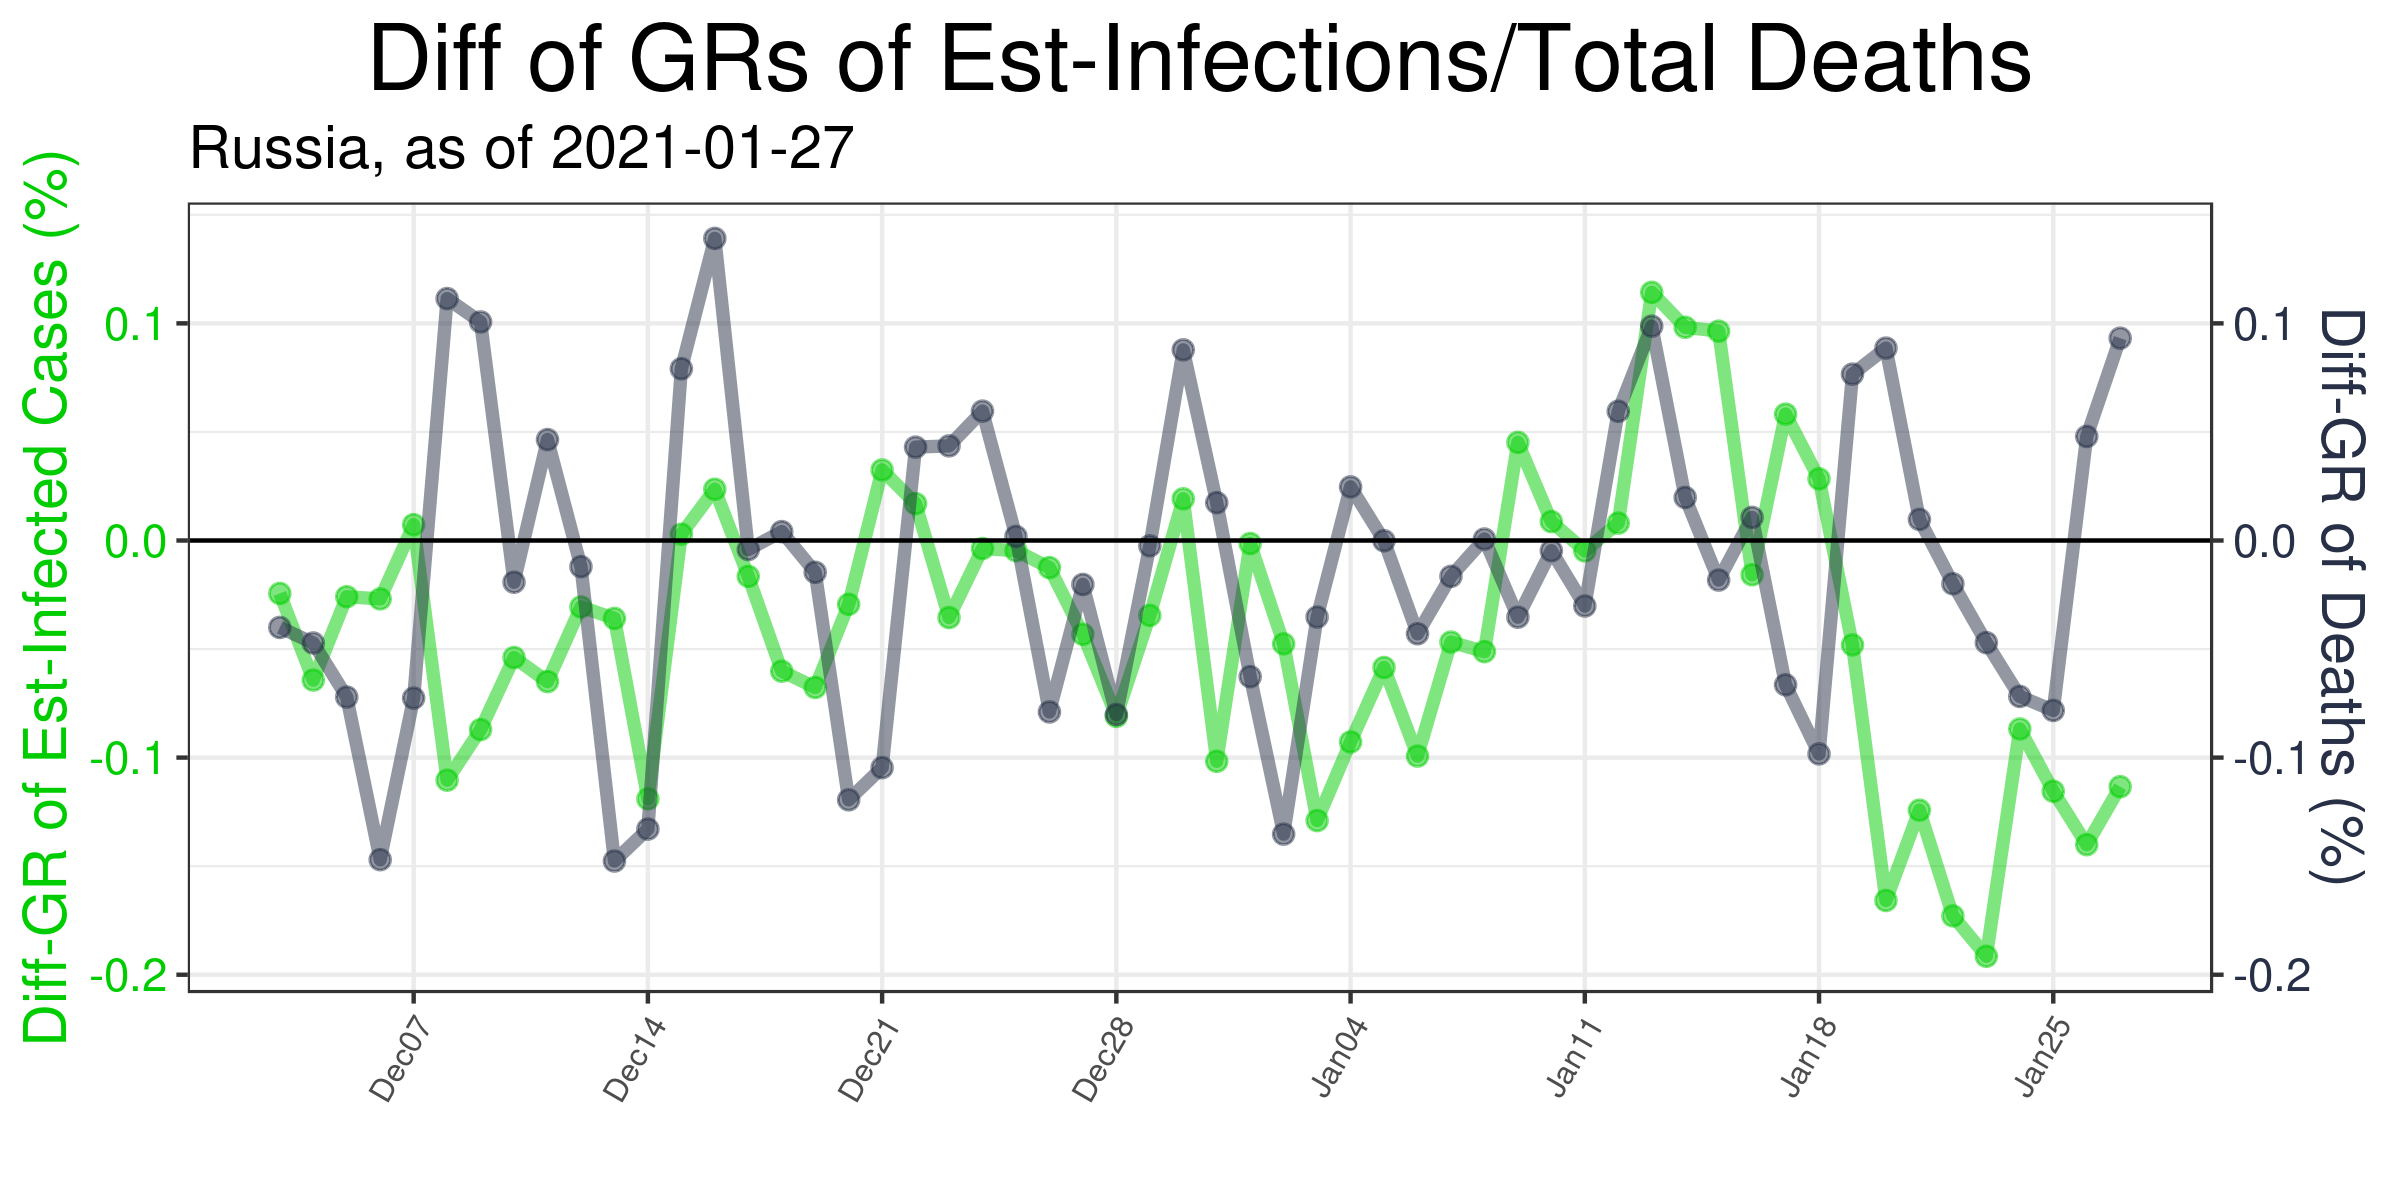 Diff of GRs of Est-Infections/Total Deaths
Russia, as of 2021-01-27
Diff-GR of Est-Infected Cases (%)
0.1
0.0
-0.1
-0.2
0.1
0.0
-0.1
-0.2
Diff-GR of Deaths (%)
Dec07
Dec14
Dec21
Dec28
Jan04
Jan11
Jan18
Jan25